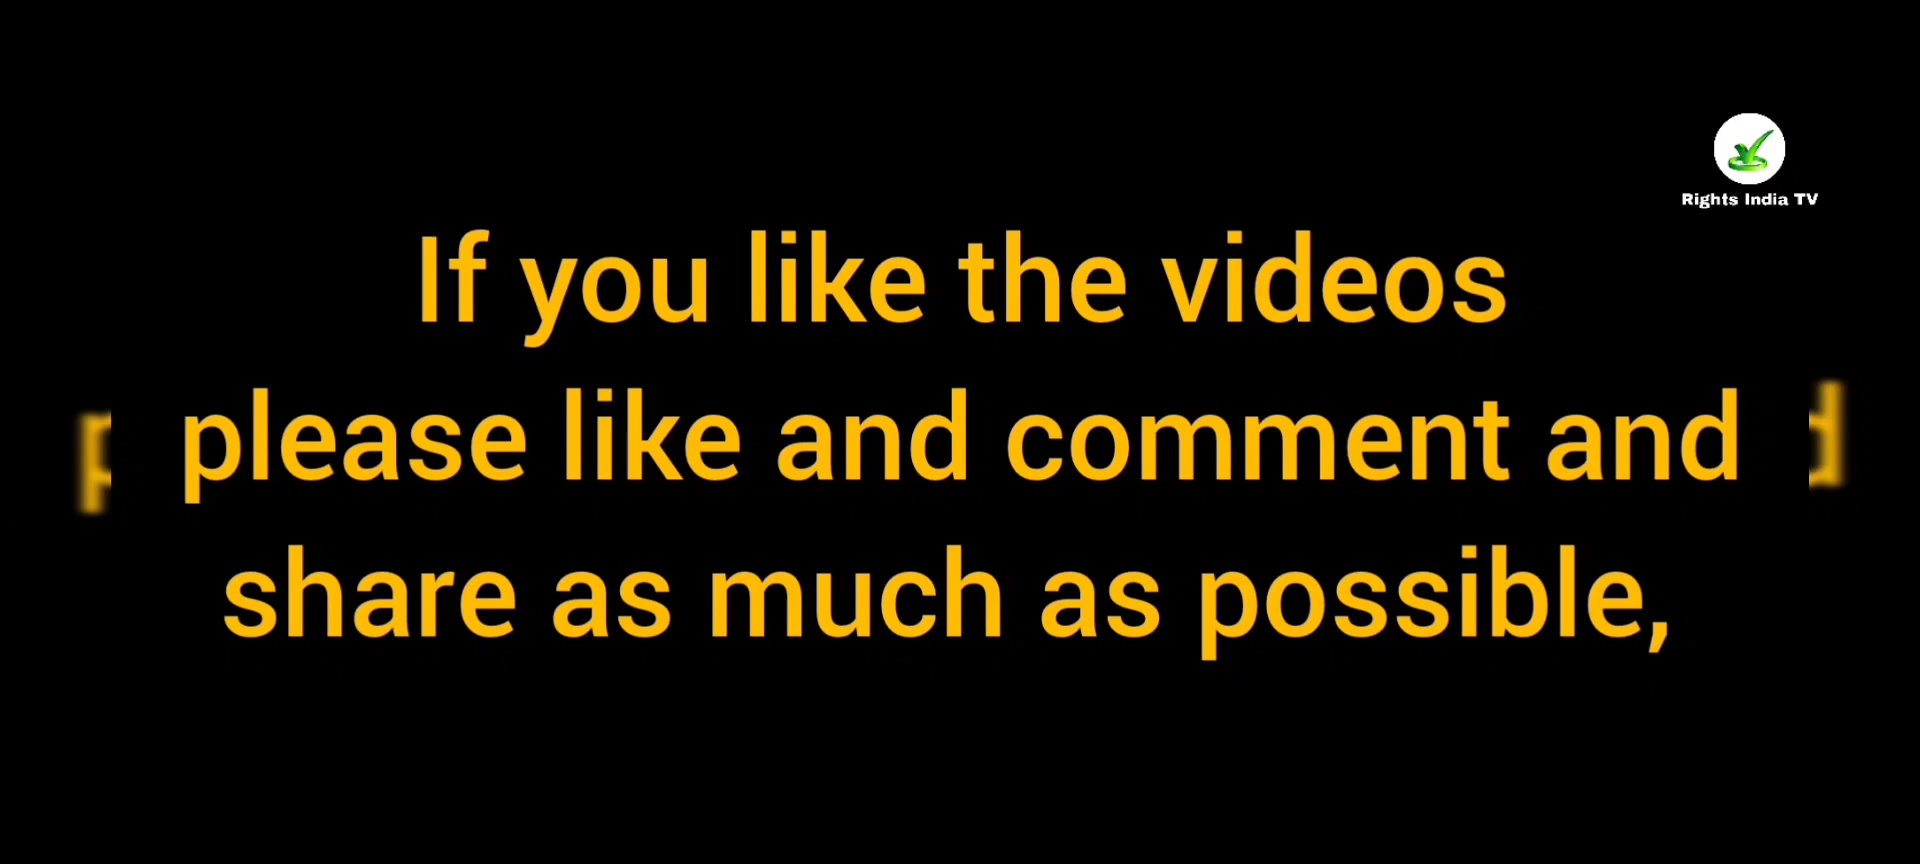 Rights India TV
If you like the videos
please like and comment and
share as much as possible,